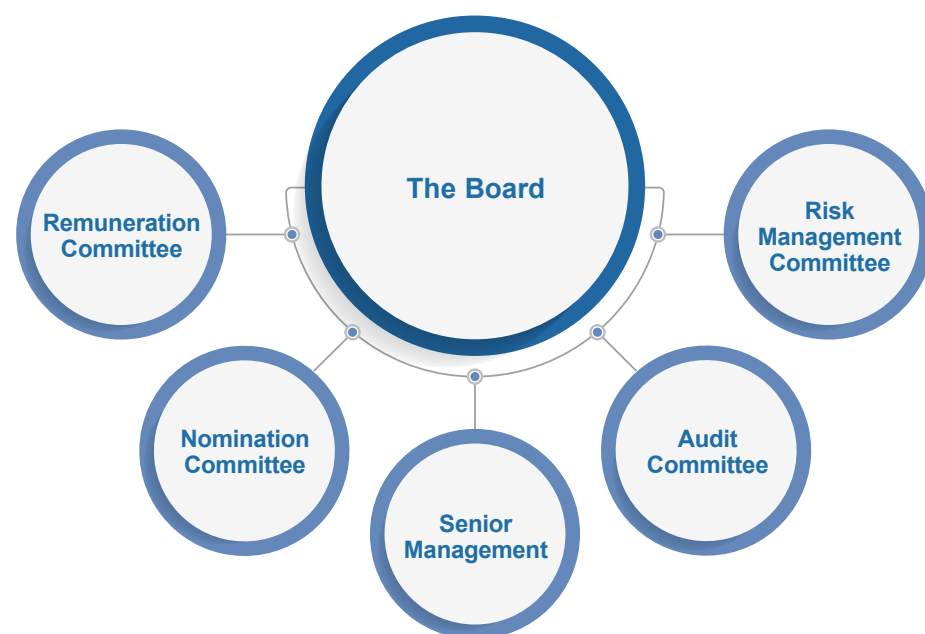 The Board
Remuneration
Committee
Risk
Management
Committee
Nomination
Committee
Audit
Committee
Senior
Management